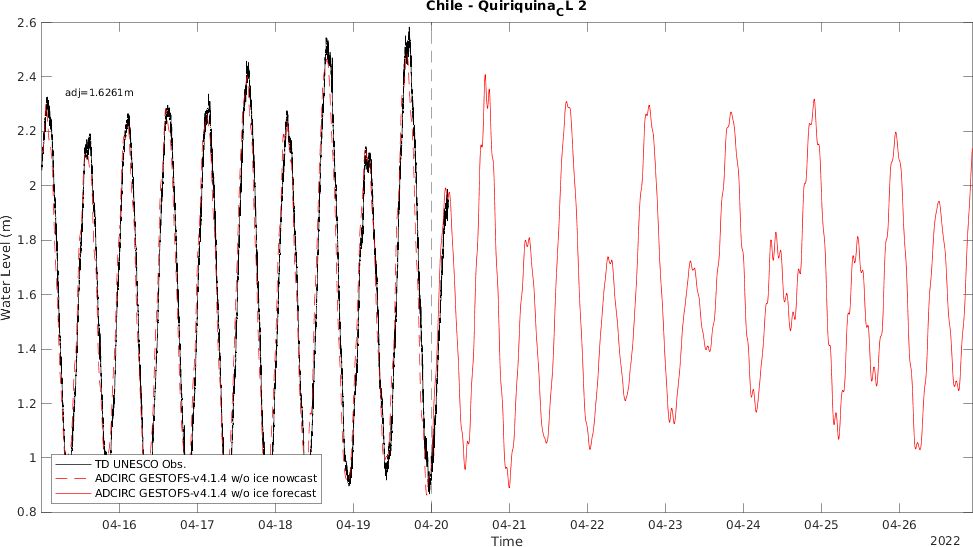 Chile - Quiriquina_CL 2
2.6
2.4
2.2
2
1.8
1.6
1.4
1.2
1
0.8
Water Level (m)
adj=1.6261m
TD UNESCO Obs.
ADCIRC GESTOFS-v4.1.4 w/o ice nowcast
ADCIRC GESTOFS-v4.1.4 w/o ice forecast
04-16 04-17 04-18 04-19 04-20 04-21 04-22 04-23 04-24 04-25 04-26
Time
2022